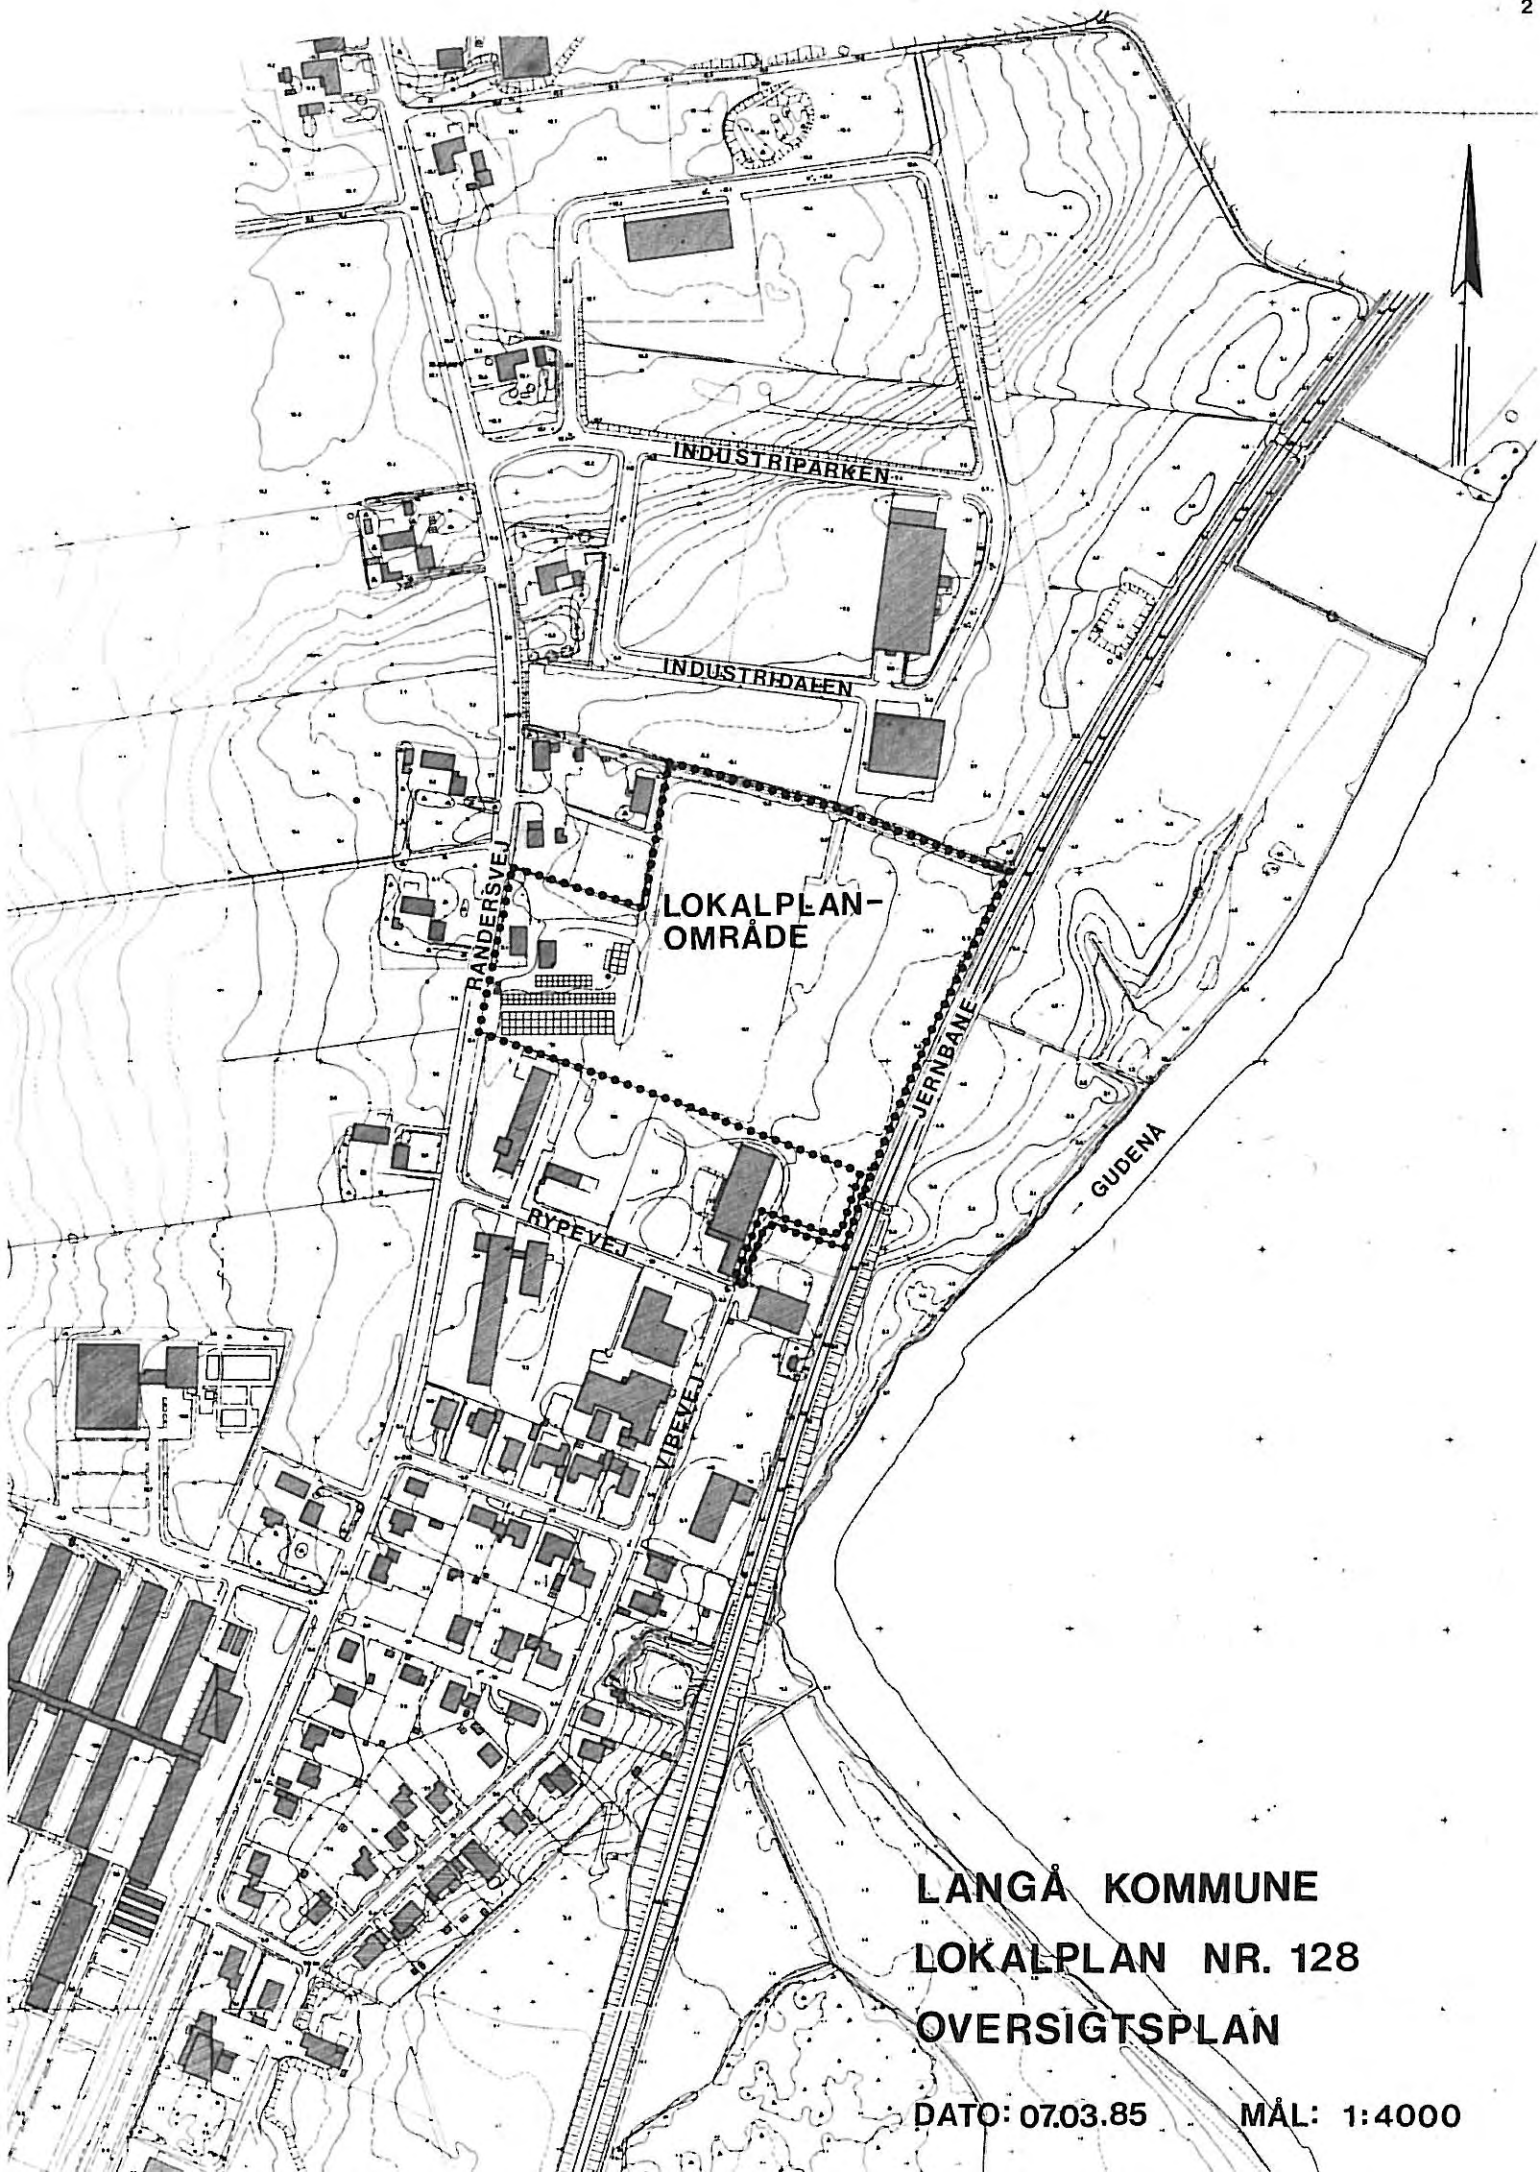 2
INDUSTRIPARKEN
INDUSTRIDALEN
RANDERSVEJ
LOKALPLAN-
OMRÅDE
JERNBANE
GUDENÅ
RYPEVEJ
VIBEVEJ
LANGÅ KOMMUNE
LOKALPLAN NR. 128
OVERSIGTSPLAN
DATO: 07.03.85 MÅL: 1:4000